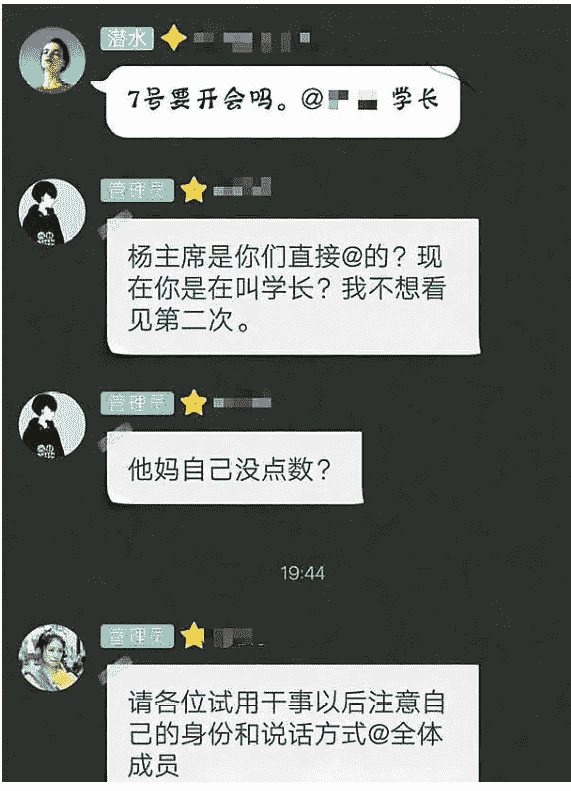 潜水
7号要开会吗。@ 学长
管理员
杨主席是你们直接@的？现
在你是在叫学长？我不想看
见第二次。
管理员
他妈自己没点数？
19:44
管理员
请各位试用干事以后注意自
己的身份和说话方式@全体
成员